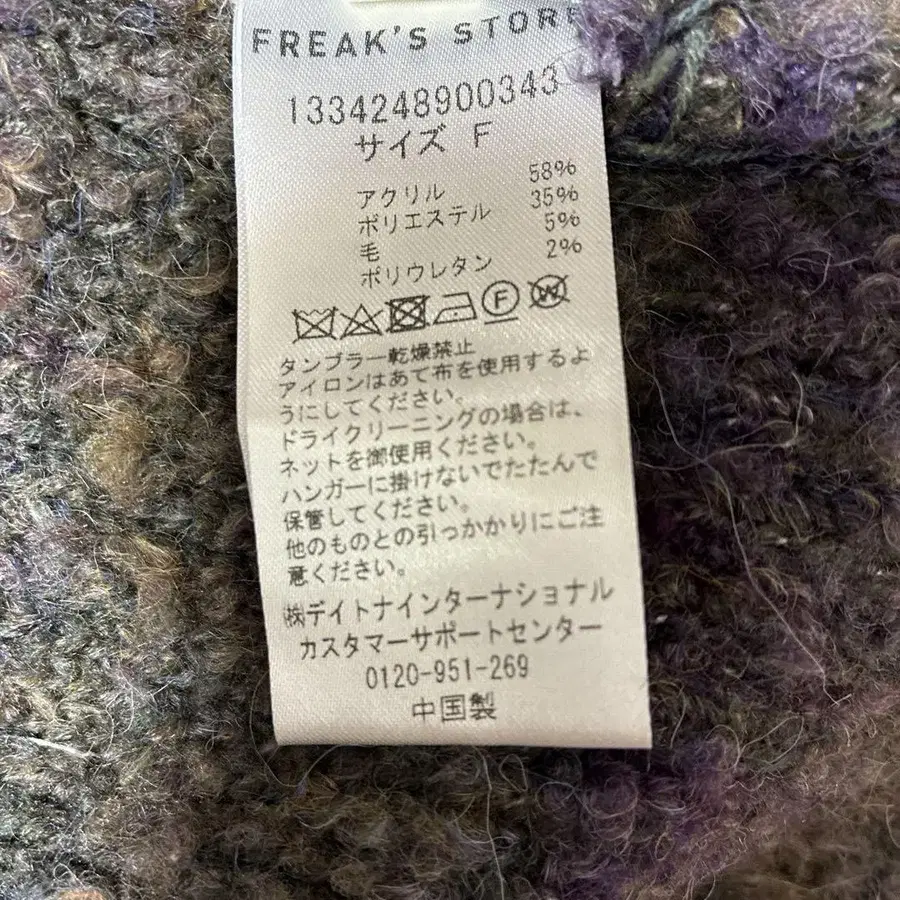 FREAK'S STORE
1334248900343
サイズ F
アクリル 58%
ポリエステル 35%
毛 5%
ポリウレタン 2%
F W
タンブラー乾燥禁止
アイロンはあて布を使用するよ
うにしてください。
ドライクリーニングの場合は、
ネットを御使用ください。
ハンガーに掛けないでたたんで
保管してください。
他のものとの引っかかりにご注
意ください。
㈱デイトナインターナショナル
カスタマーサポートセンター
0120-951-269
中国製